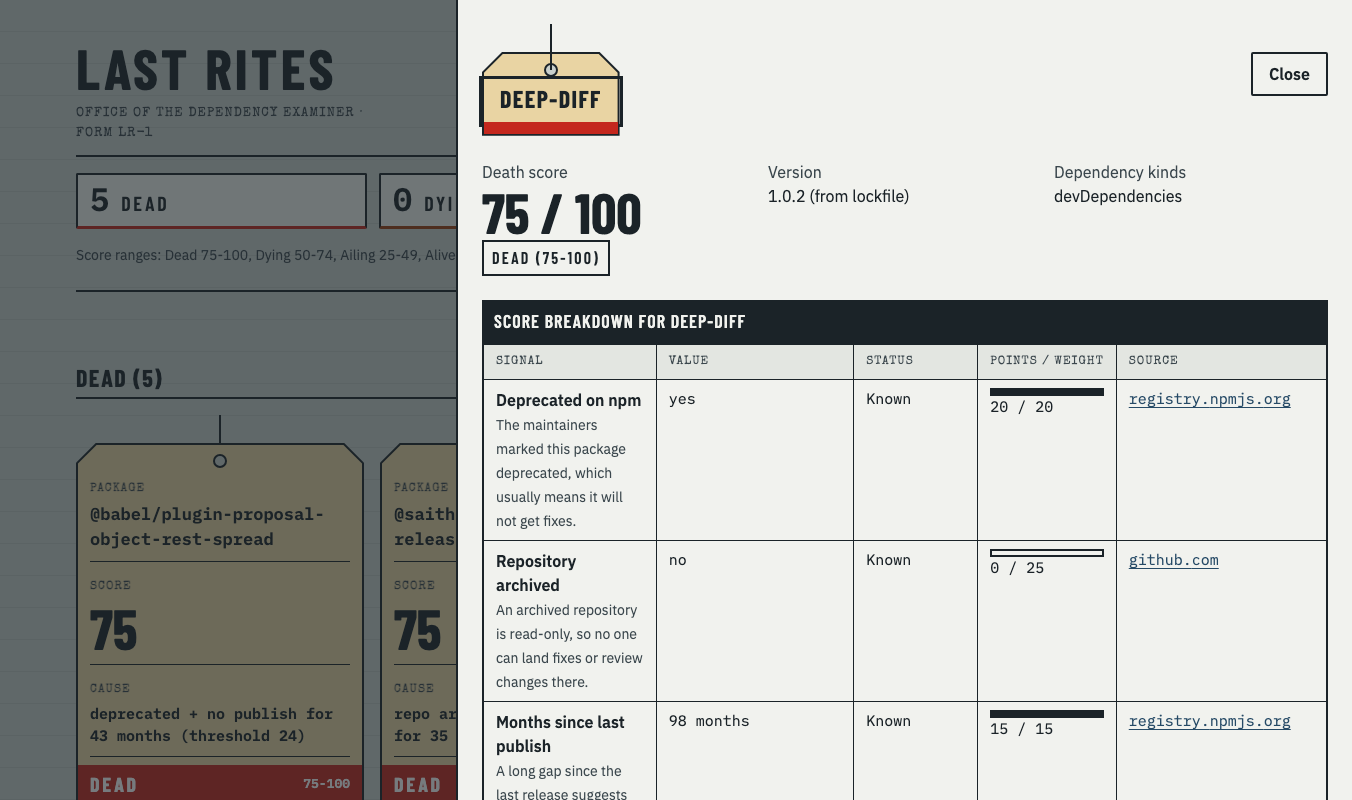 LAST RITES
OFFICE OF THE DEPENDENCY EXAMINER ·
FORM LR-1
5 DEAD
0 DYI
Score ranges: Dead 75-100, Dying 50-74, Ailing 25-49, Alive
DEAD (5)
PACKAGE
@babel/plugin-proposal-
object-rest-spread
SCORE
75
CAUSE
deprecated + no publish for
43 months (threshold 24)
DEAD 75-100
PACKAGE
@saith
releas
SCORE
75
CAUSE
repo ar
for 35
DEAD
DEEP-DIFF
Close
Death score
75 / 100
DEAD (75-100)
Version
1.0.2 (from lockfile)
Dependency kinds
devDependencies
SCORE BREAKDOWN FOR DEEP-DIFF
SIGNAL VALUE STATUS POINTS / WEIGHT SOURCE
Deprecated on npm yes Known 20 / 20 registry.npmjs.org
The maintainers
marked this package
deprecated, which
usually means it will
not get fixes.
Repository no Known 0 / 25 github.com
archived
An archived repository
is read-only, so no one
can land fixes or review
changes there.
Months since last 98 months Known 15 / 15 registry.npmjs.org
publish
A long gap since the
last release suggests